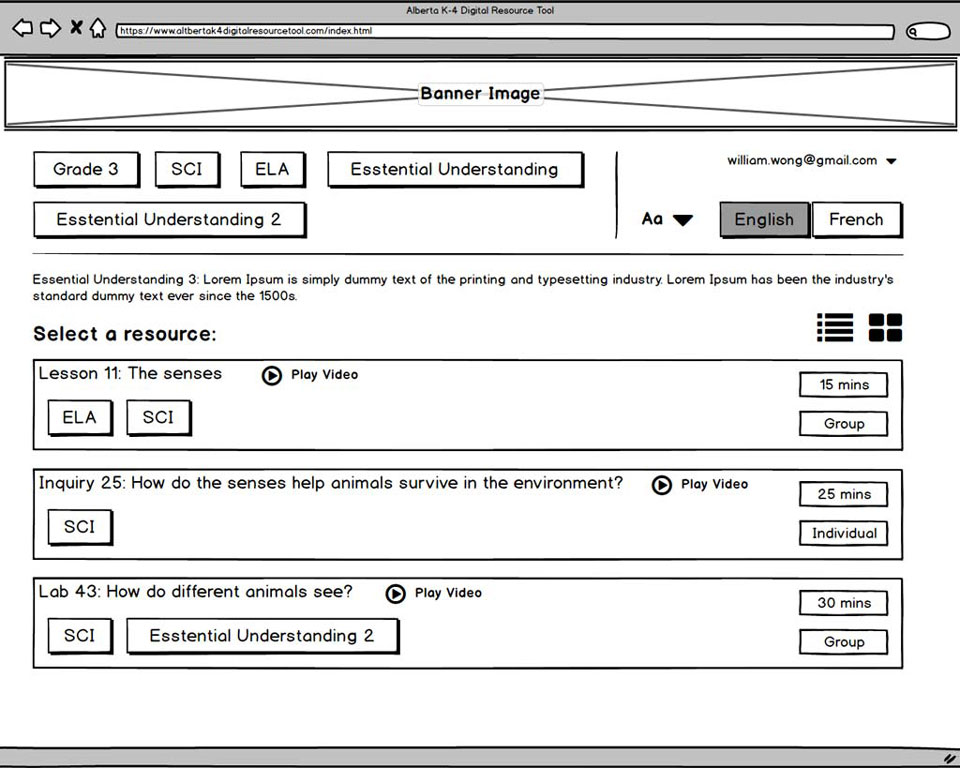 Alberta K-4 Digital Resource Tool
https://www.altbertak4digitalresourcetool.com/index.html
Banner Image
Grade 3 SCI ELA Esstential Understanding
william.wong@gmail.com
Esstential Understanding 2
Aa English French
Essential Understanding 3: Lorem Ipsum is simply dummy text of the printing and typesetting industry. Lorem Ipsum has been the industry's
standard dummy text ever since the 1500s.
Select a resource:
Lesson 11: The senses Play Video
15 mins
ELA SCI
Group
Inquiry 25: How do the senses help animals survive in the environment? Play Video
25 mins
SCI
Individual
Lab 43: How do different animals see? Play Video
30 mins
SCI Esstential Understanding 2
Group